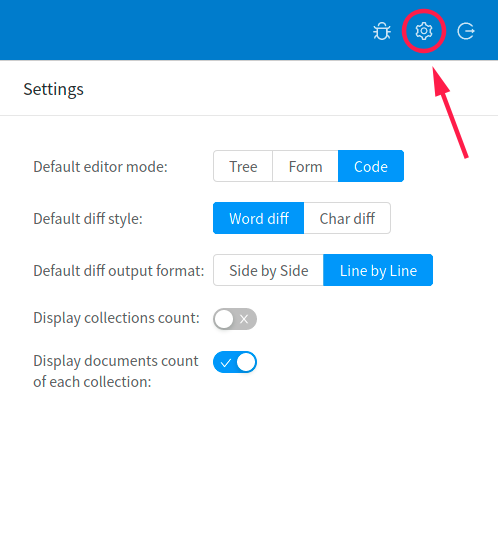 Settings
Default editor mode: Tree Form Code
Default diff style: Word diff Char diff
Default diff output format: Side by Side Line by Line
Display collections count:
Display documents count
of each collection: